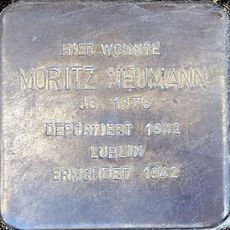 HIER WOHNTE
MORITZ NEUMANN
JG. 1878
DEPORTIERT 1942
LUBLIN
ERMORDET 1942